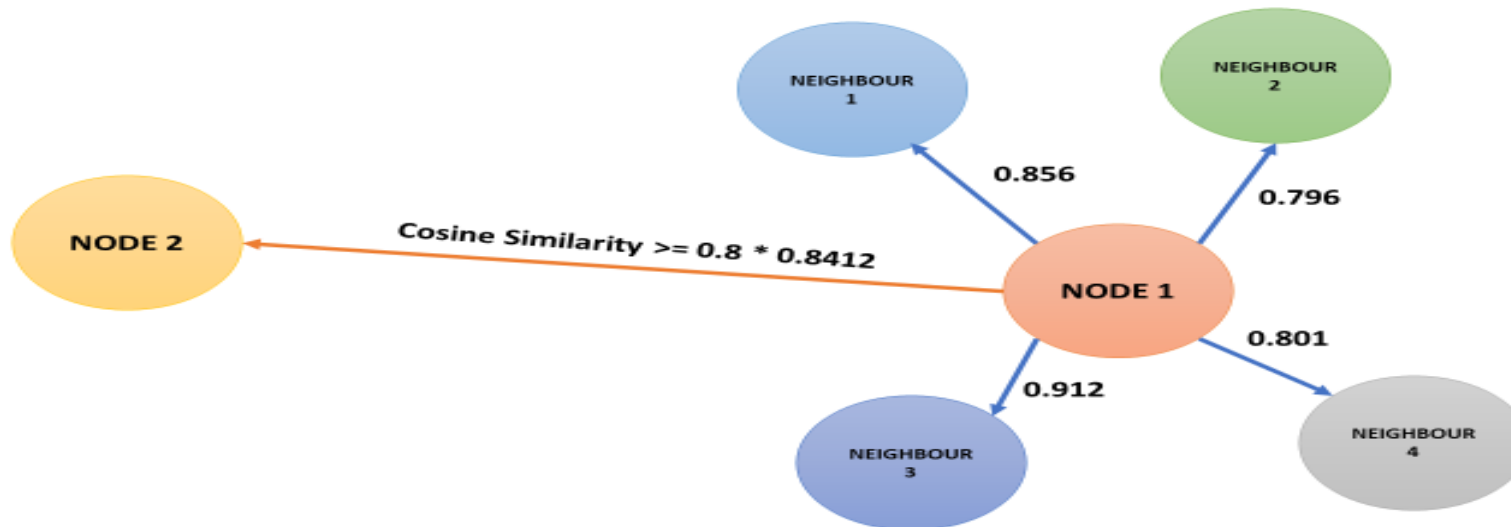 NEIGHBOUR
1
NEIGHBOUR
2
0.856
0.796
NODE 2
Cosine Similarity >= 0.8 * 0.8412
NODE 1
0.801
0.912
NEIGHBOUR
3
NEIGHBOUR
4